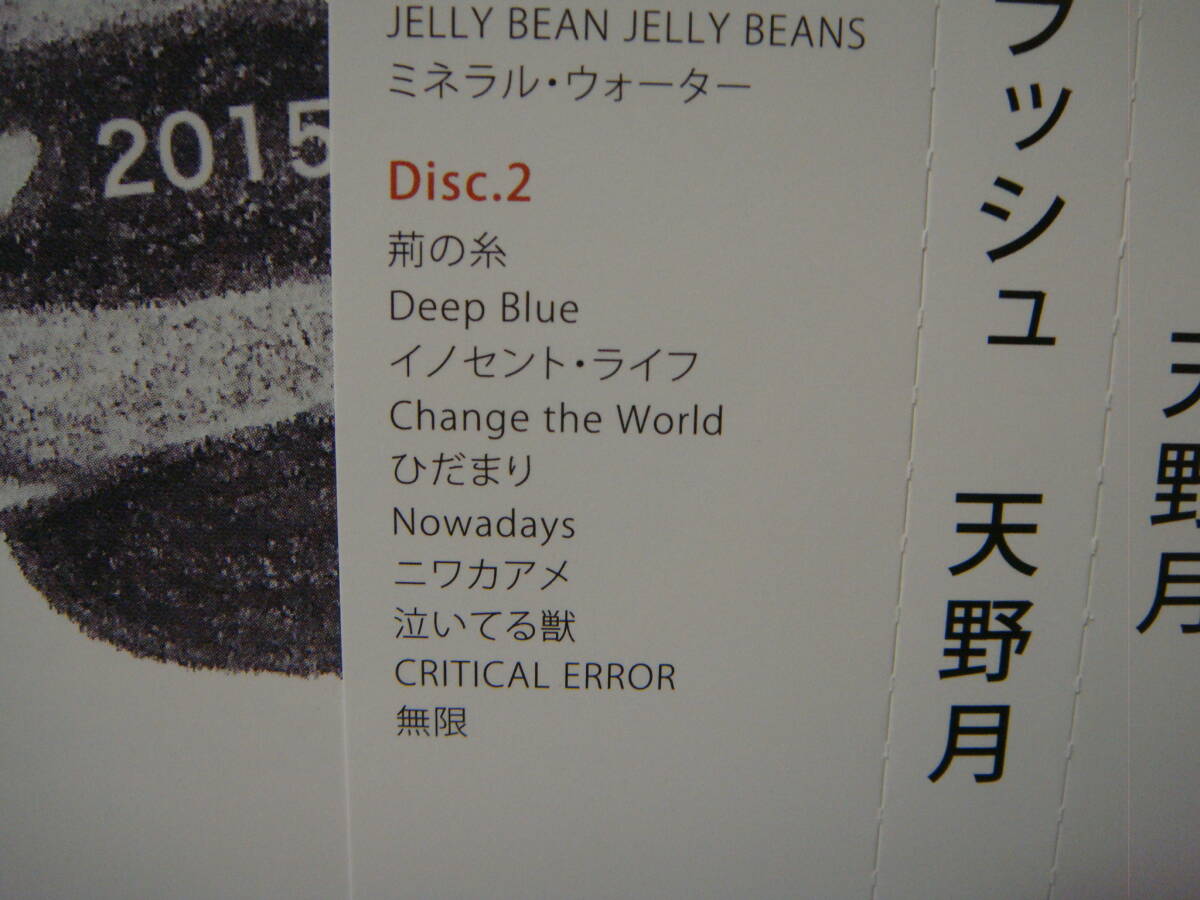 JELLY BEAN JELLY BEANS
ミネラル・ウォーター
2015
Disc.2
荊の糸
Deep Blue
イノセント・ライフ
Change the World
ひだまり
Nowadays
ニワカアメ
泣いてる獣
CRITICAL ERROR
無限
フッシュ 天野月
天野月